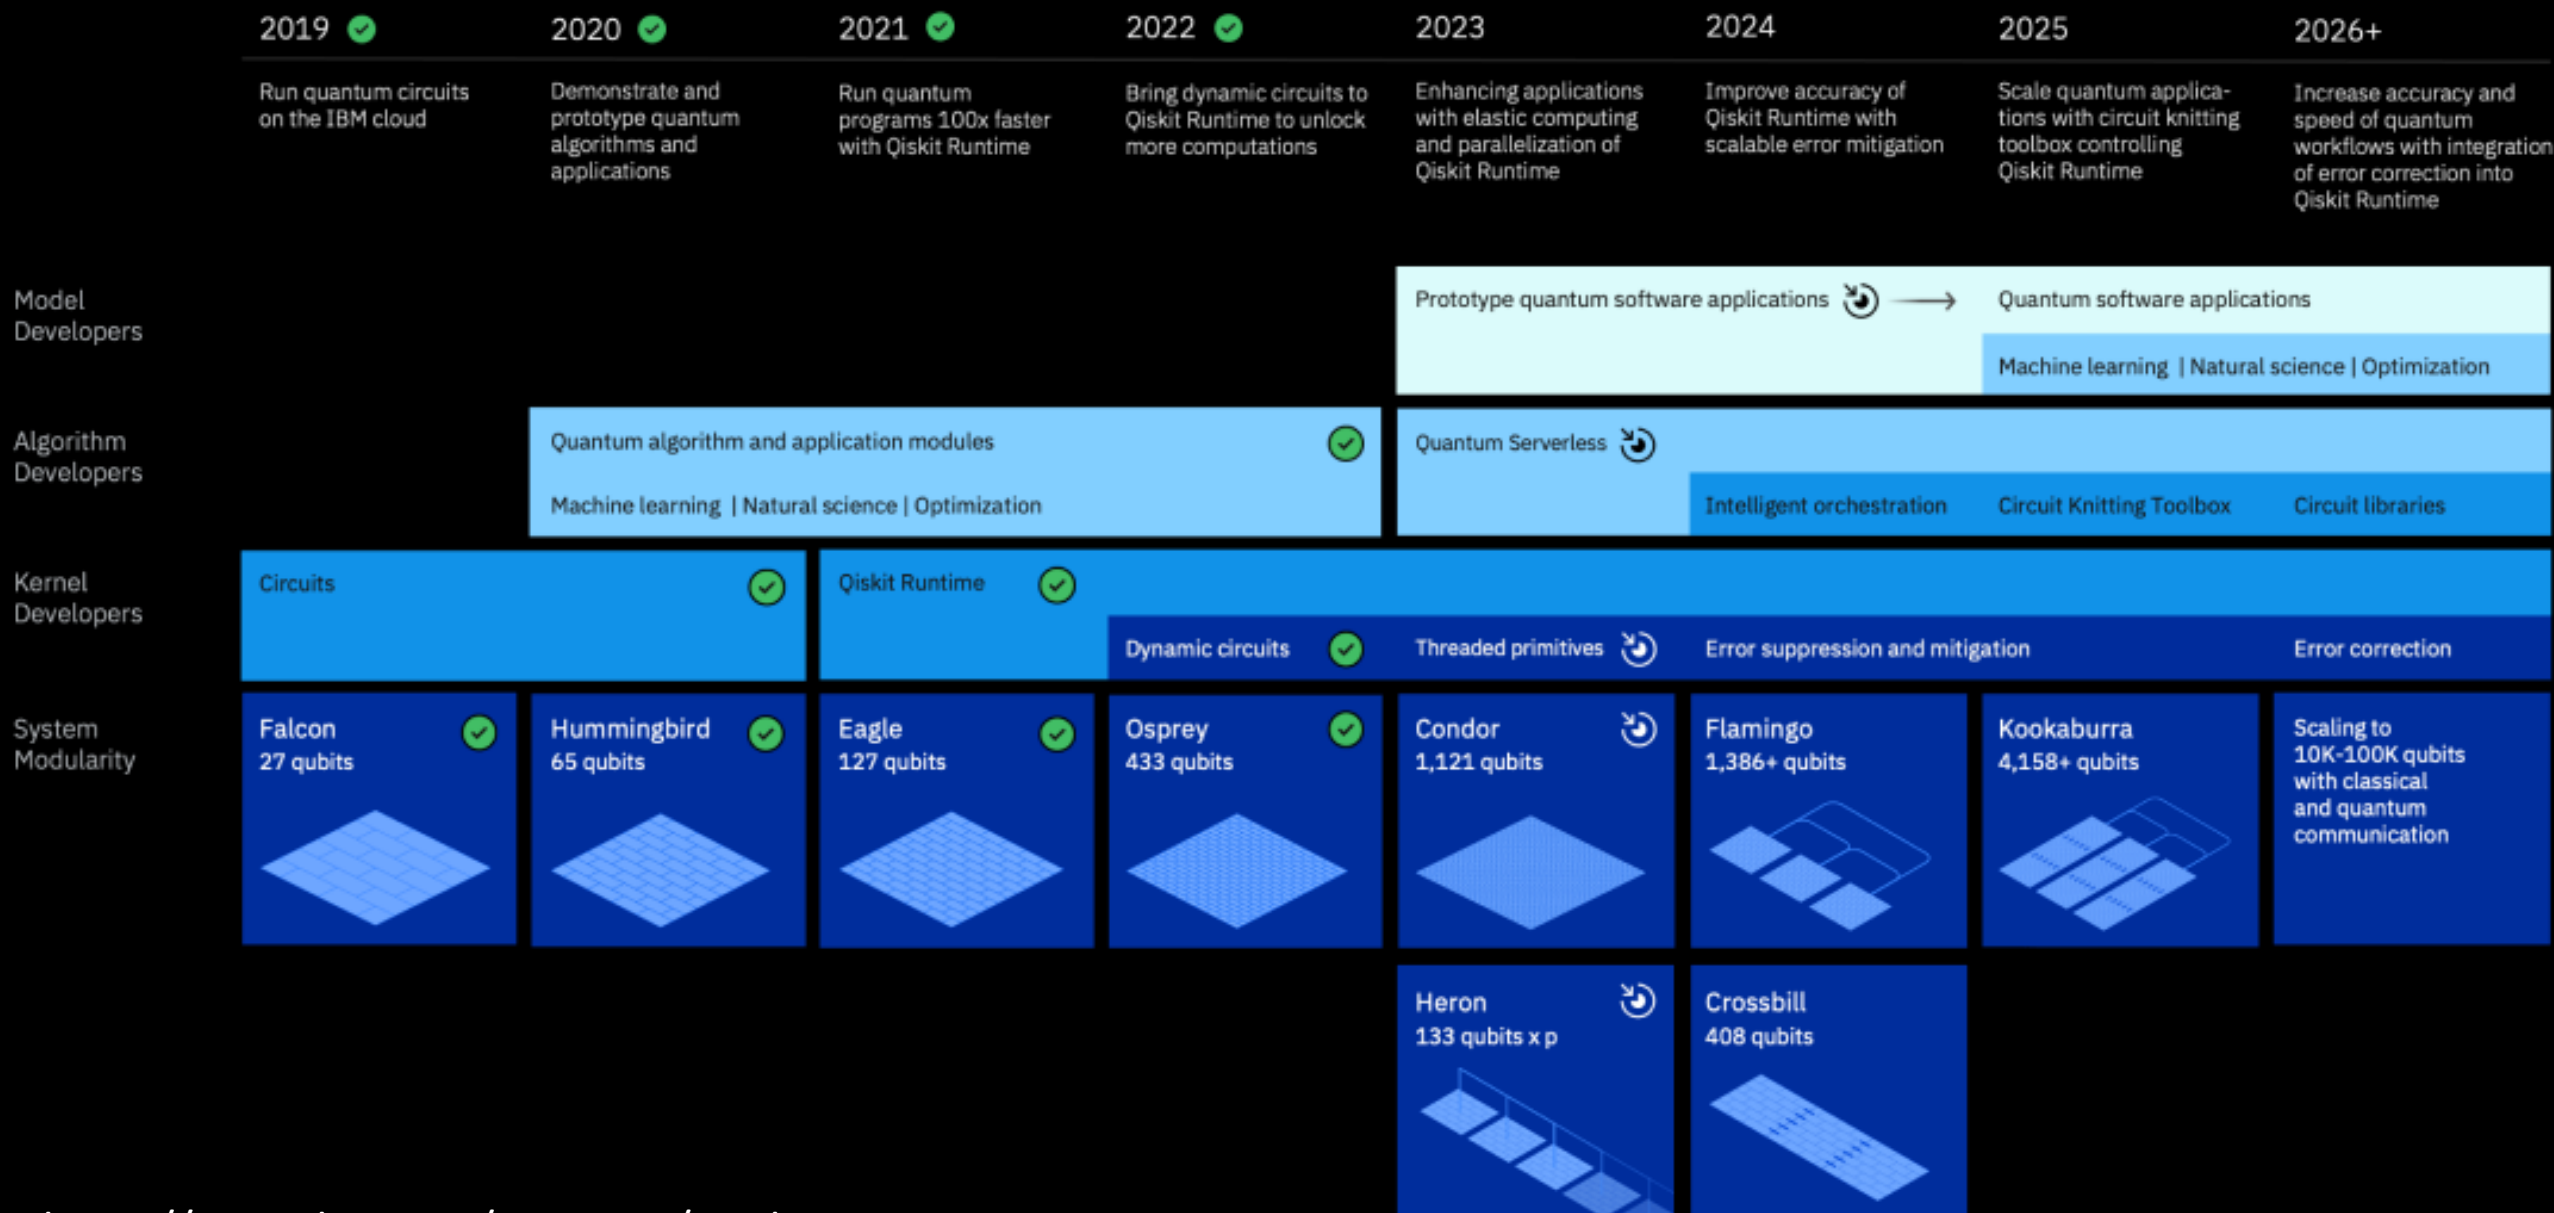 2019
2020
2021
2022
2023
2024
2025
2026+
Run quantum circuits
on the IBM cloud
Demonstrate and
prototype quantum
algorithms and
applications
Run quantum
programs 100x faster
with Qiskit Runtime
Bring dynamic circuits to
Qiskit Runtime to unlock
more computations
Enhancing applications
with elastic computing
and parallelization of
Qiskit Runtime
Improve accuracy of
Qiskit Runtime with
scalable error mitigation
Scale quantum applica-
tions with circuit knitting
toolbox controlling
Qiskit Runtime
Increase accuracy and
speed of quantum
workflows with integration
of error correction into
Qiskit Runtime
Model
Developers
Prototype quantum software applications
Quantum software applications
Machine learning | Natural science | Optimization
Algorithm
Developers
Quantum algorithm and application modules
Machine learning | Natural science | Optimization
Quantum Serverless
Intelligent orchestration
Circuit Knitting Toolbox
Circuit libraries
Kernel
Developers
Circuits
Qiskit Runtime
Dynamic circuits
Threaded primitives
Error suppression and mitigation
Error correction
System
Modularity
Falcon
27 qubits
Hummingbird
65 qubits
Eagle
127 qubits
Osprey
433 qubits
Condor
1,121 qubits
Flamingo
1,386+ qubits
Kookaburra
4,158+ qubits
Scaling to
10K-100K qubits
with classical
and quantum
communication
Heron
133 qubits x p
Crossbill
408 qubits